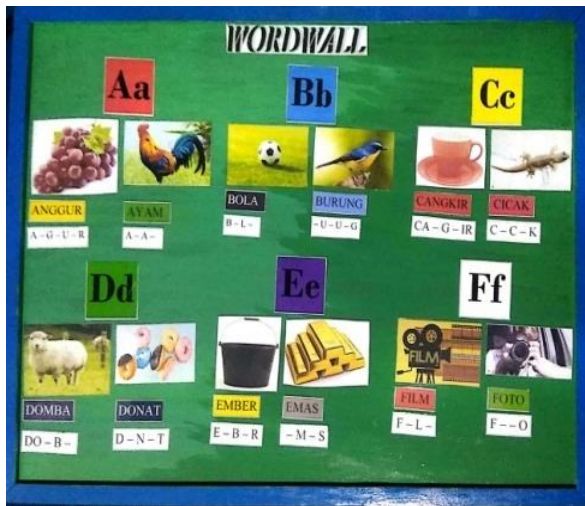 WORDWALL
Aa Bb Cc
ANGGUR AYAM BOLA BURUNG CANGKIR CICAK
A-G-U-R A-A- B-L- -U-U-G CA-G-IR C-C-K
Dd Ee Ff
FILM
DOMBA DONAT EMBER EMAS FILM FOTO
DO-B- D-N-T E-B-R -M-S F-L- F--O